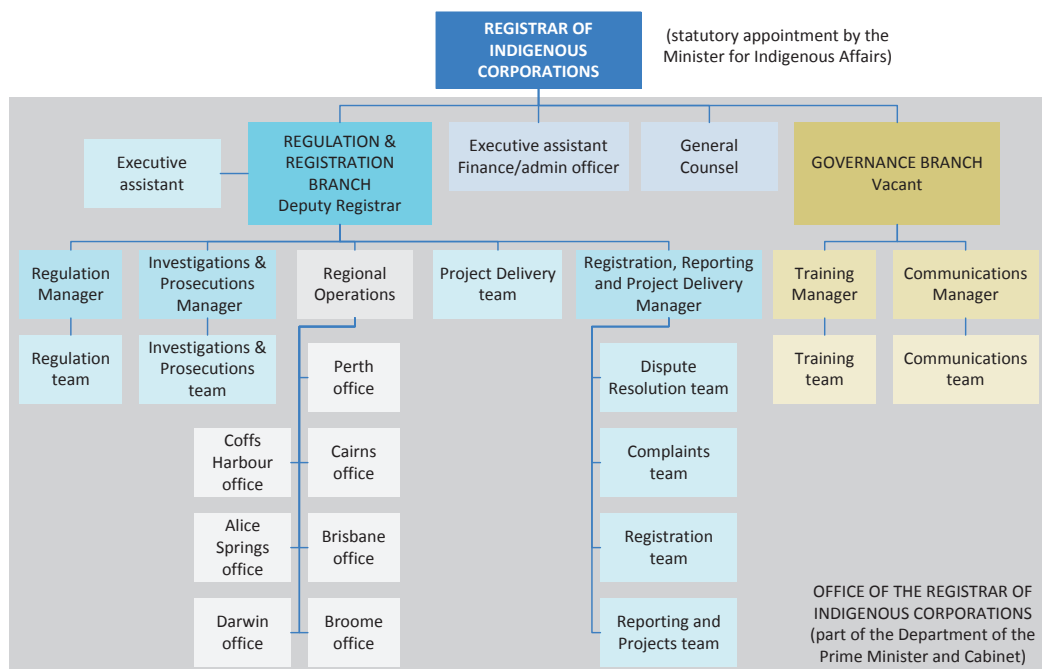 REGISTRAR OF
INDIGENOUS
CORPORATIONS
(statutory appointment by the
Minister for Indigenous Affairs)
Executive
assistant
REGULATION &
REGISTRATION
BRANCH
Deputy Registrar
Executive assistant
Finance/admin officer
General
Counsel
GOVERNANCE BRANCH
Vacant
Regulation
Manager
Investigations &
Prosecutions
Manager
Regional
Operations
Project Delivery
team
Registration, Reporting
and Project Delivery
Manager
Training
Manager
Communications
Manager
Regulation
team
Investigations &
Prosecutions
team
Perth
office
Dispute
Resolution team
Training
team
Communications
team
Coffs
Harbour
office
Cairns
office
Complaints
team
Alice
Springs
office
Brisbane
office
Registration
team
Darwin
office
Broome
office
Reporting and
Projects team
OFFICE OF THE REGISTRAR OF
INDIGENOUS CORPORATIONS
(part of the Department of the
Prime Minister and Cabinet)